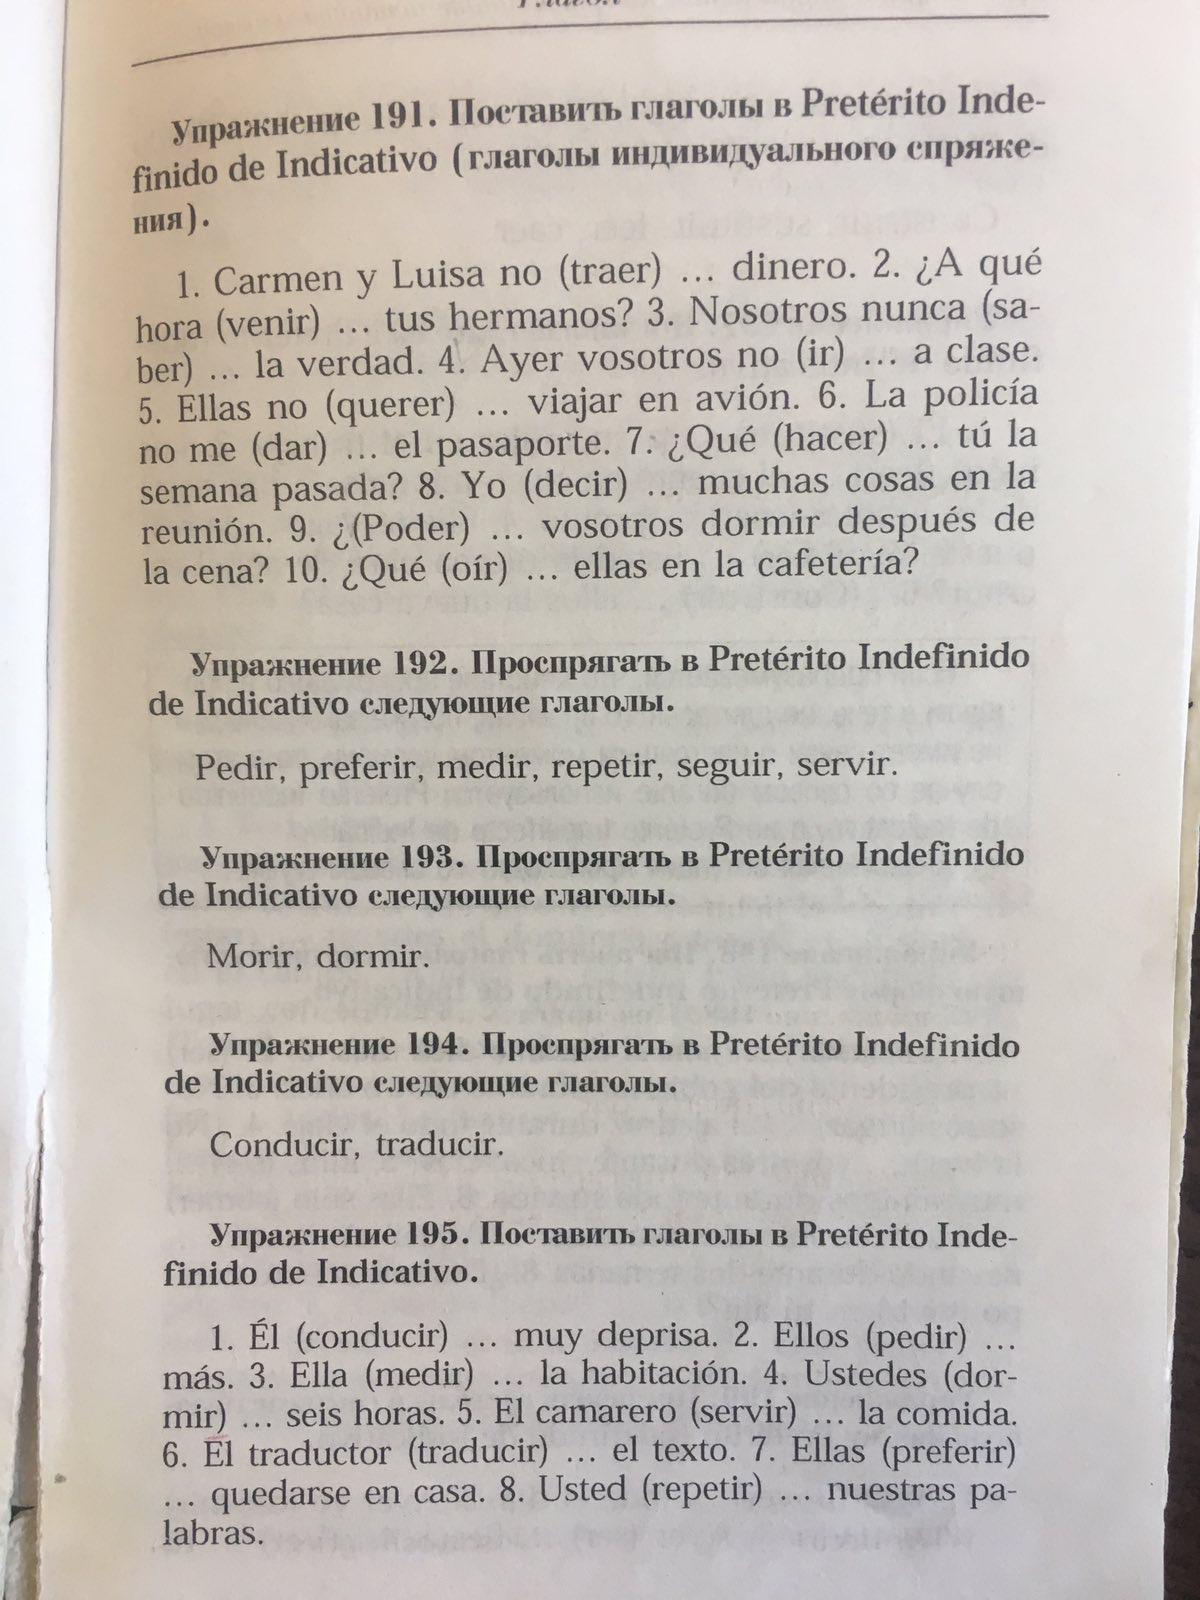 Упражнение 191. Поставить глаголы в Pretérito Inde-
finido de Indicativo (глаголы индивидуального спряже-
ния).
1. Carmen y Luisa no (traer) ... dinero. 2. ¿A qué
hora (venir) ... tus hermanos? 3. Nosotros nunca (sa-
ber) ... la verdad. 4. Ayer vosotros no (ir) ... a clase.
5. Ellas no (querer) ... viajar en avión. 6. La policía
no me (dar) ... el pasaporte. 7. ¿Qué (hacer) ... tú la
semana pasada? 8. Yo (decir) ... muchas cosas en la
reunión. 9. ¿(Poder) ... vosotros dormir después de
la cena? 10. ¿Qué (oír) ... ellas en la cafetería?
Упражнение 192. Проспрягать в Pretérito Indefinido
de Indicativo следующие глаголы.
Pedir, preferir, medir, repetir, seguir, servir.
Упражнение 193. Проспрягать в Pretérito Indefinido
de Indicativo следующие глаголы.
Morir, dormir.
Упражнение 194. Проспрягать в Pretérito Indefinido
de Indicativo следующие глаголы.
Conducir, traducir.
Упражнение 195. Поставить глаголы в Pretérito Inde-
finido de Indicativo.
1. Él (conducir) ... muy deprisa. 2. Ellos (pedir) ...
más. 3. Ella (medir) ... la habitación. 4. Ustedes (dor-
mir) ... seis horas. 5. El camarero (servir) ... la comida.
6. El traductor (traducir) ... el texto. 7. Ellas (preferir)
... quedarse en casa. 8. Usted (repetir) ... nuestras pa-
labras.